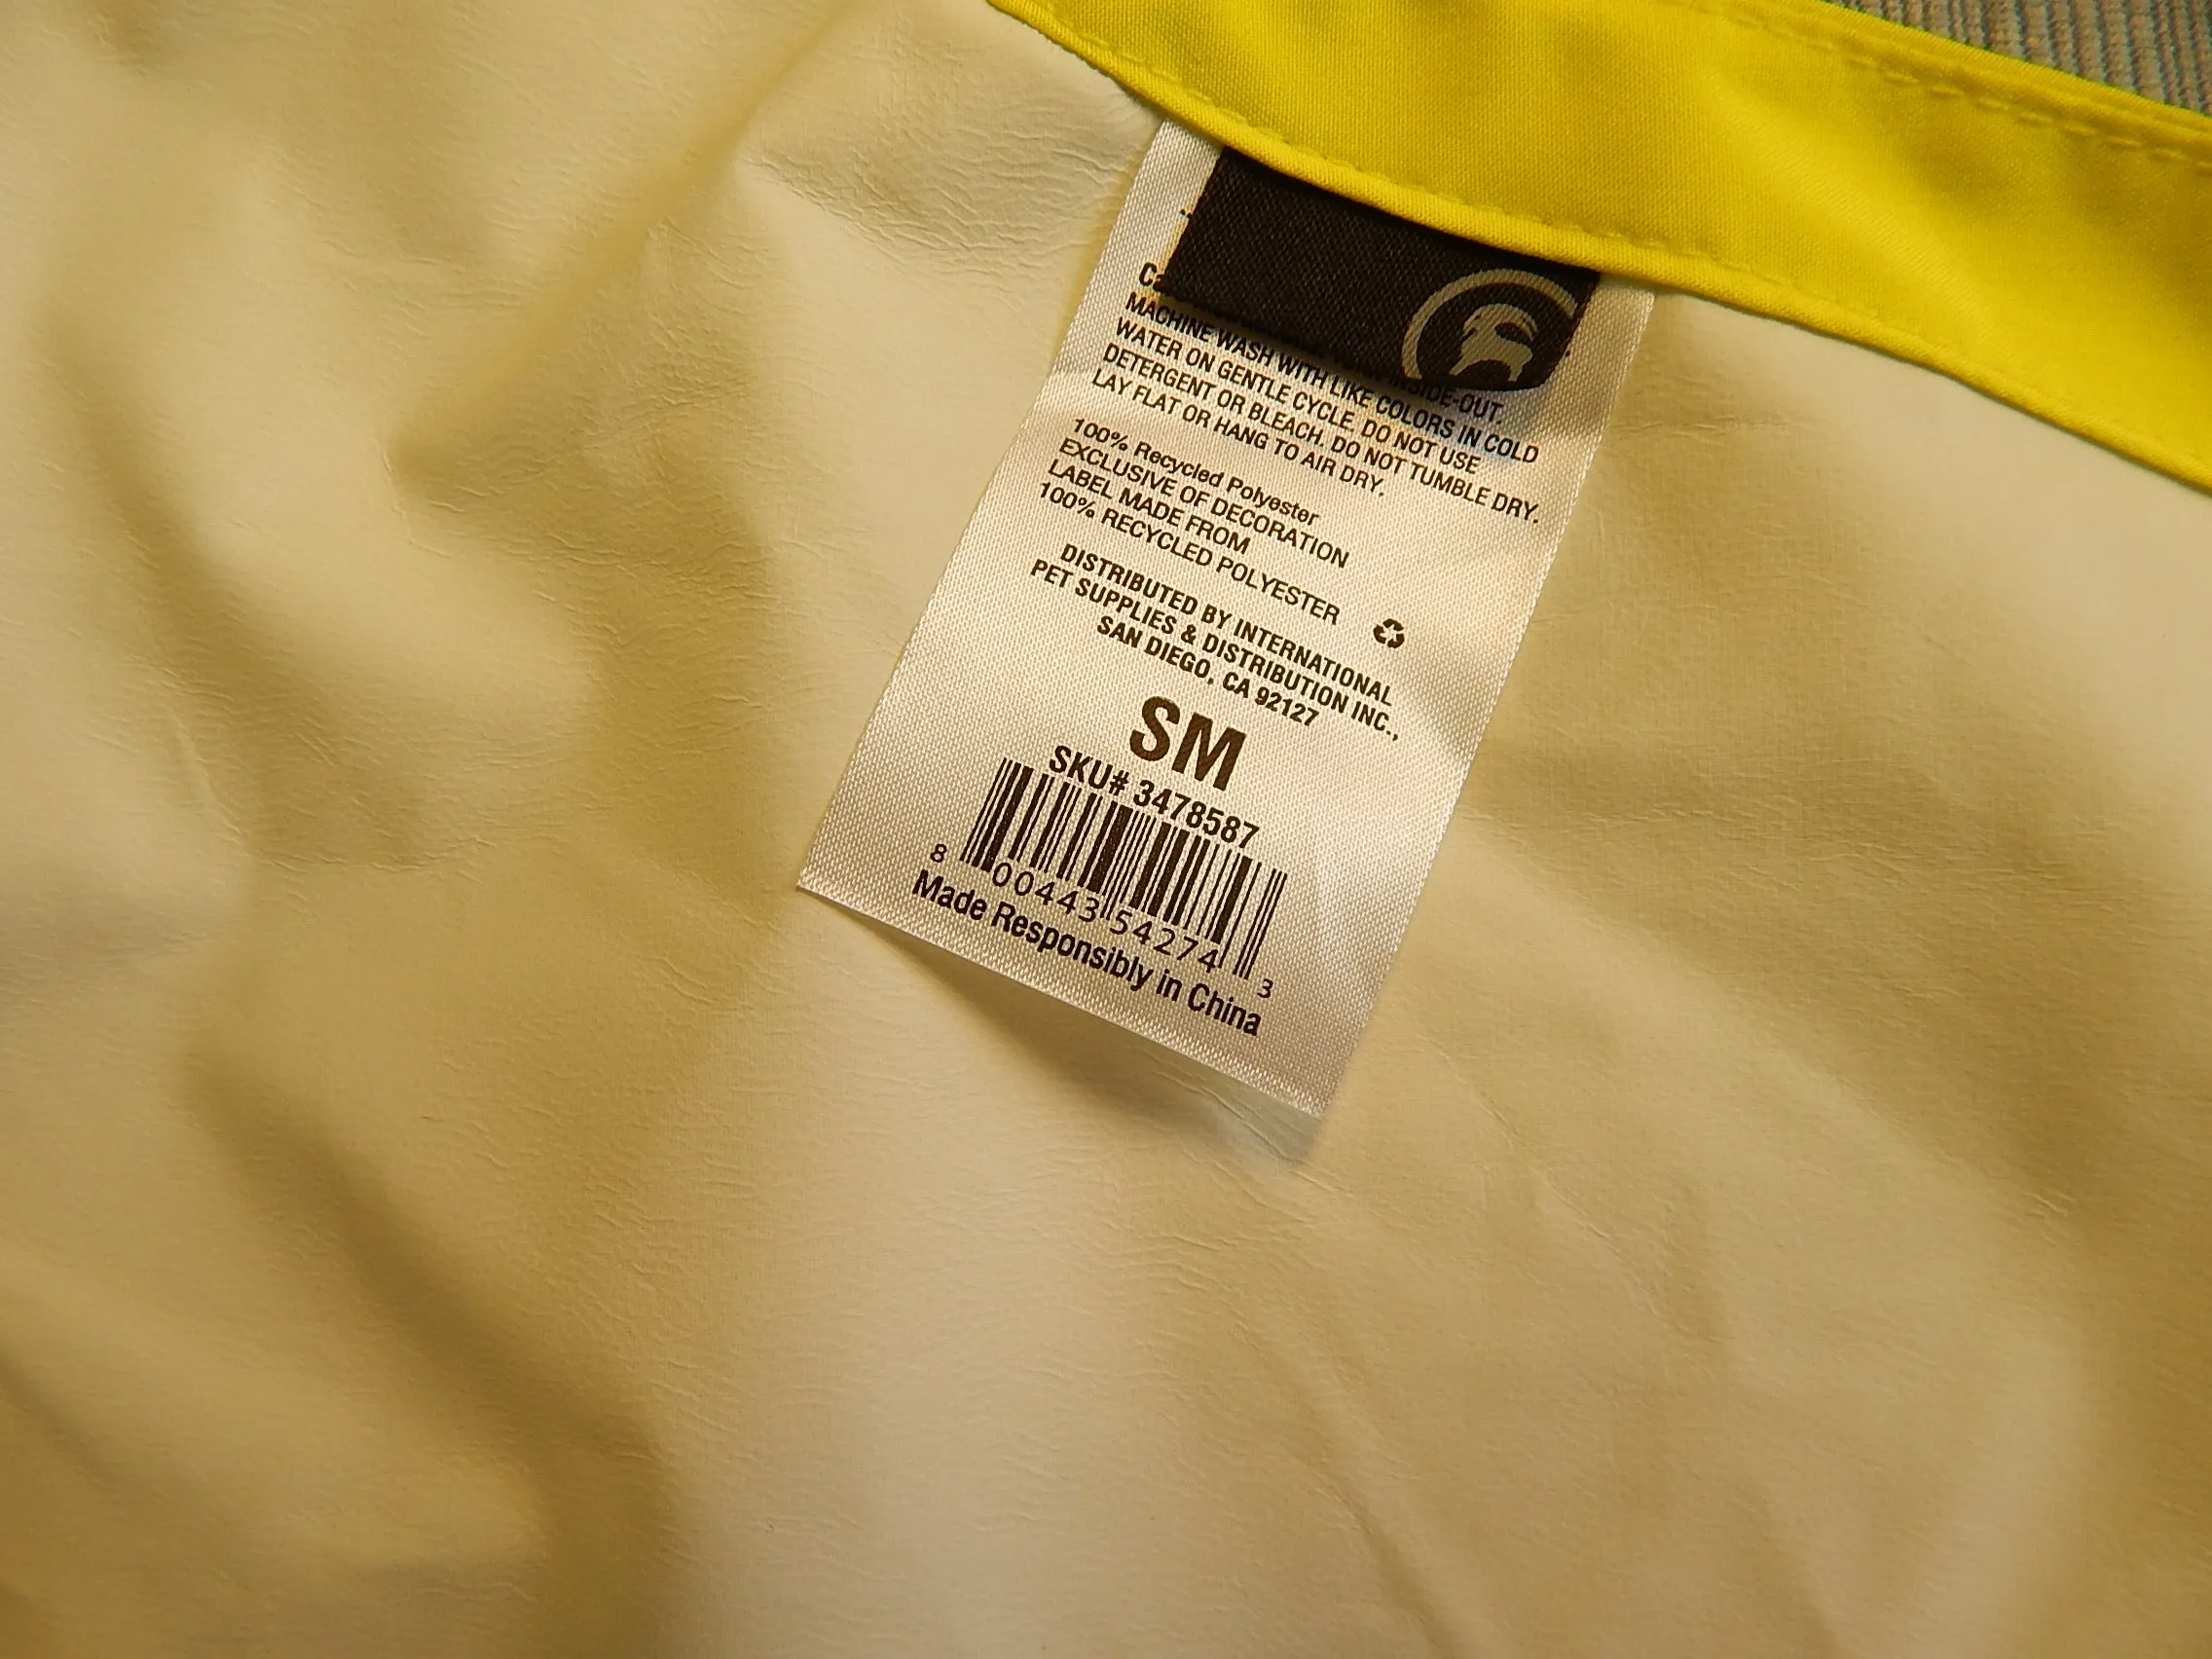 MACHINE WASH WITH LIKE COLORS IN COLD
WATER ON GENTLE CYCLE. DO NOT USE
DETERGENT OR BLEACH. DO NOT TUMBLE DRY.
LAY FLAT OR HANG TO AIR DRY.
100% Recycled Polyester
EXCLUSIVE OF DECORATION
LABEL MADE FROM
100% RECYCLED POLYESTER
DISTRIBUTED BY INTERNATIONAL
PET SUPPLIES & DISTRIBUTION INC.,
SAN DIEGO, CA 92127
SM
SKU# 3478587
8 00443 54274 3
Made Responsibly in China